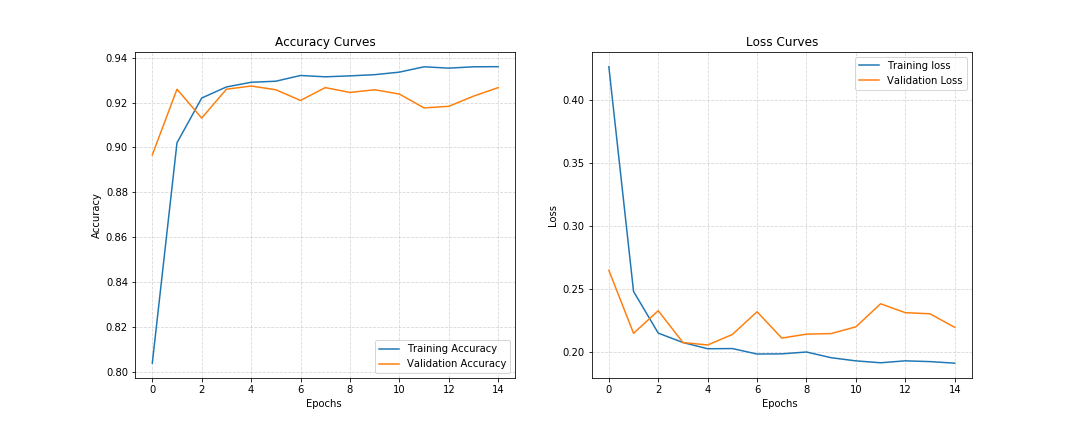 Accuracy Curves
0.94
0.92
0.90
0.88
0.86
0.84
0.82
0.80
Accuracy
Training Accuracy
Validation Accuracy
0 2 4 6 8 10 12 14
Epochs
Loss Curves
0.40
0.35
0.30
0.25
0.20
Loss
Training loss
Validation Loss
0 2 4 6 8 10 12 14
Epochs